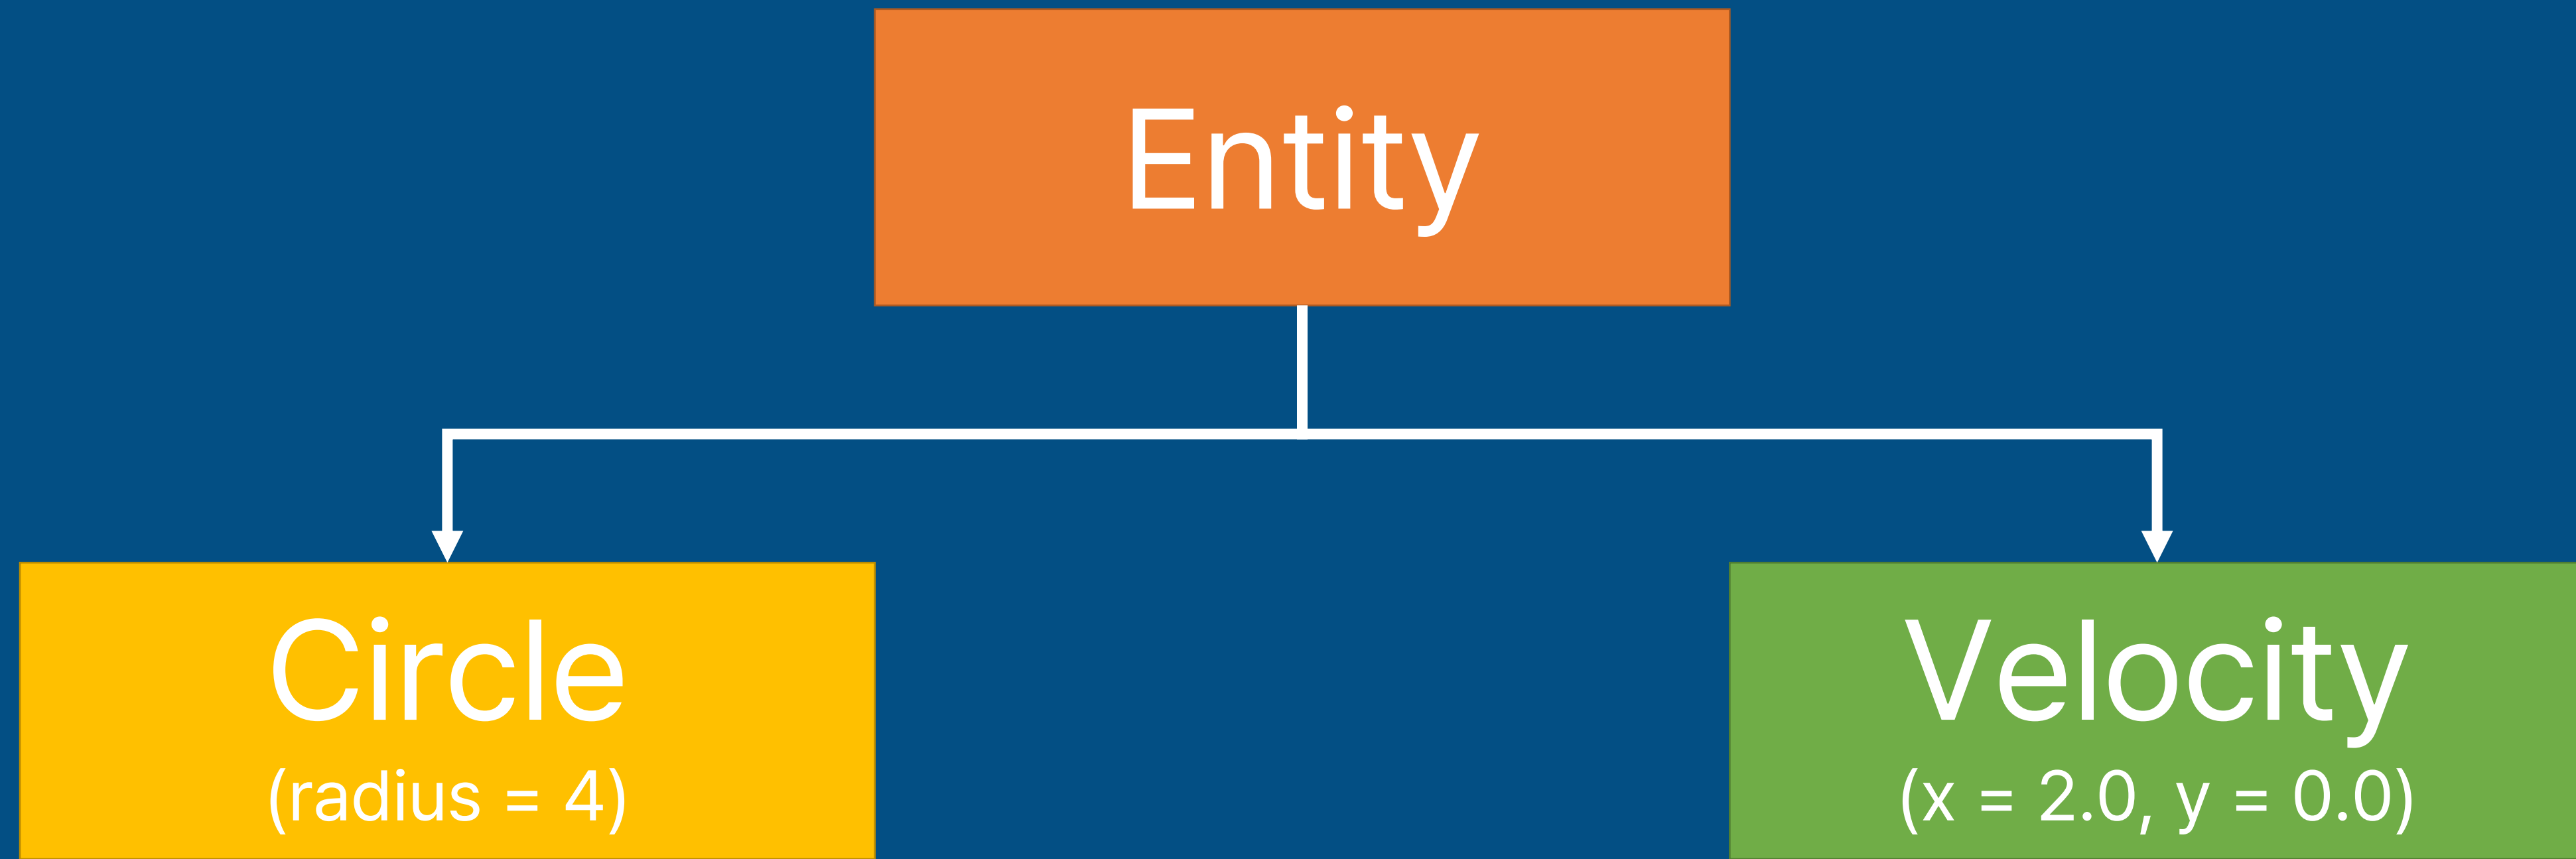 Entity
Circle
(radius = 4)
Velocity
(x = 2.0, y = 0.0)